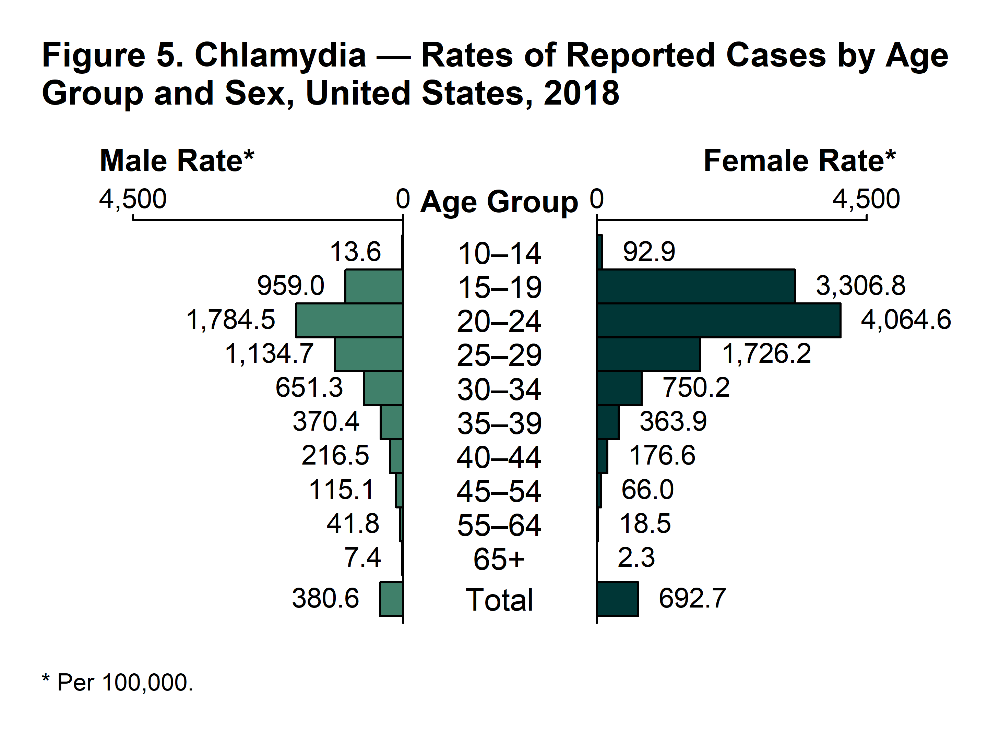 Figure 5. Chlamydia — Rates of Reported Cases by Age
Group and Sex, United States, 2018
Male Rate* Female Rate*
4,500 0 Age Group 0 4,500
13.6 10–14 92.9
959.0 15–19 3,306.8
1,784.5 20–24 4,064.6
1,134.7 25–29 1,726.2
651.3 30–34 750.2
370.4 35–39 363.9
216.5 40–44 176.6
115.1 45–54 66.0
41.8 55–64 18.5
7.4 65+ 2.3
380.6 Total 692.7
* Per 100,000.